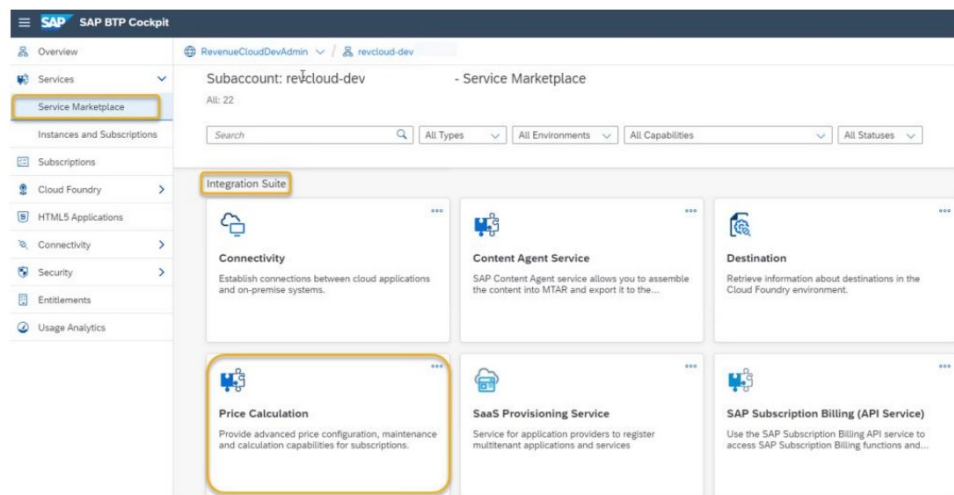 SAP SAP BTP Cockpit
Overview
Services
Service Marketplace
Instances and Subscriptions
Subscriptions
Cloud Foundry
HTML5 Applications
Connectivity
Security
Entitlements
Usage Analytics
RevenueCloudDevAdmin / revcloud-dev
Subaccount: revcloud-dev - Service Marketplace
All: 22
Search All Types All Environments All Capabilities All Statuses
Integration Suite
Connectivity
Establish connections between cloud applications
and on-premise systems.
Content Agent Service
SAP Content Agent service allows you to assemble
the content into MTAR and export it to the...
Destination
Retrieve information about destinations in the
Cloud Foundry environment.
Price Calculation
Provide advanced price configuration, maintenance
and calculation capabilities for subscriptions.
SaaS Provisioning Service
Service for application providers to register
multitenant applications and services
SAP Subscription Billing (API Service)
Use the SAP Subscription Billing API service to
access SAP Subscription Billing functions and...